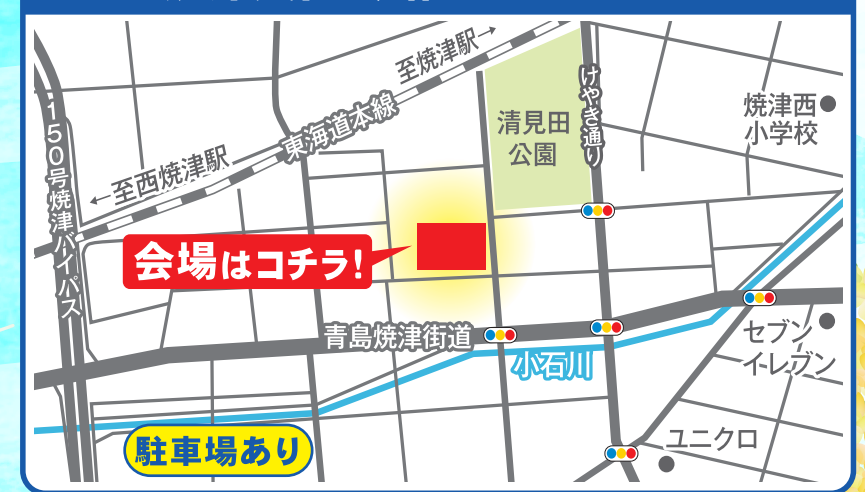 至焼津駅→
東海道本線
←至西焼津駅
150号焼津バイパス
清見田
公園
けやき通り
焼津西
小学校
会場はコチラ!
青島焼津街道
小石川
セブン
イレブン
駐車場あり
ユニクロ